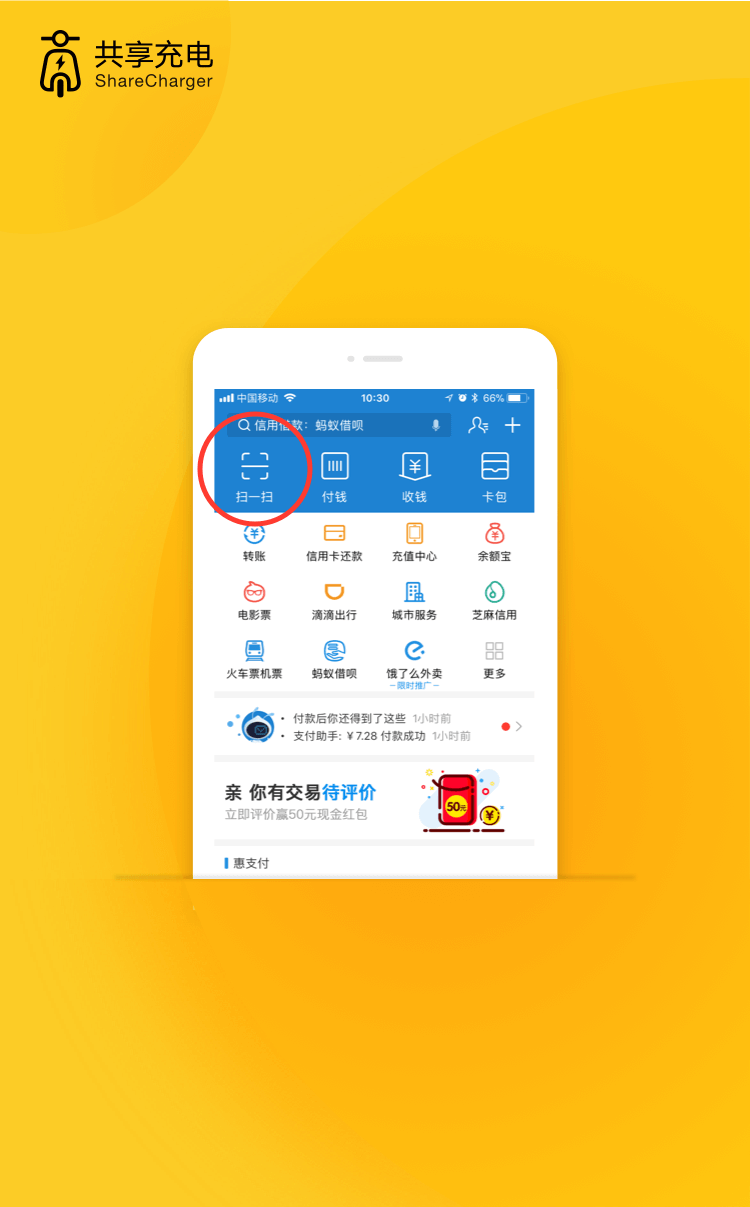 共享充电
ShareCharger
中国移动 10:30 66%
信用借款：蚂蚁借呗
扫一扫 付钱 收钱 卡包
转账 信用卡还款 充值中心 余额宝
电影票 滴滴出行 城市服务 芝麻信用
火车票机票 蚂蚁借呗 饿了么外卖 更多
限时推广
· 付款后你还得到了这些 1小时前
· 支付助手: ¥7.28 付款成功 1小时前
亲 你有交易待评价
立即评价赢50元现金红包
50元
惠支付